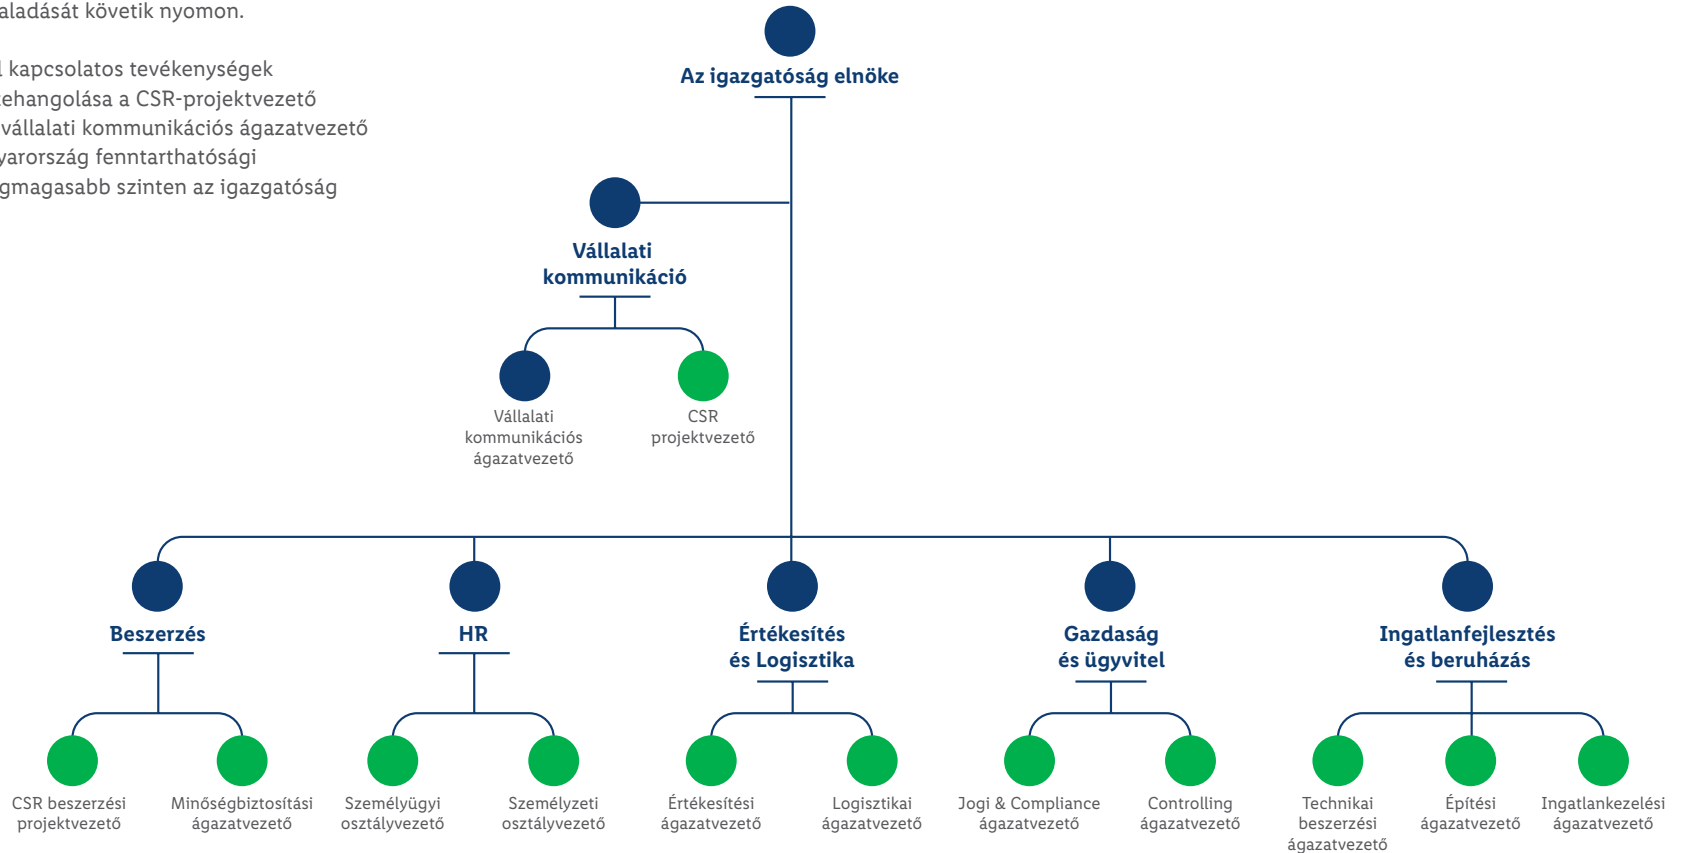 aladását követik nyomon.
kapcsolatos tevékenységek
ehangolása a CSR-projektvezető
vállalati kommunikációs ágazatvezető
yarország fenntarthatósági
gmagasabb szinten az igazgatóság
Az igazgatóság elnöke
Vállalati
kommunikáció
Vállalati
kommunikációs
ágazatvezető
CSR
projektvezető
Beszerzés
HR
Értékesítés
és Logisztika
Gazdaság
és ügyvitel
Ingatlanfejlesztés
és beruházás
CSR beszerzési
projektvezető
Minőségbiztosítási
ágazatvezető
Személyügyi
osztályvezető
Személyzeti
osztályvezető
Értékesítési
ágazatvezető
Logisztikai
ágazatvezető
Jogi & Compliance
ágazatvezető
Controlling
ágazatvezető
Technikai
beszerzési
ágazatvezető
Építési
ágazatvezető
Ingatlankezelési
ágazatvezető